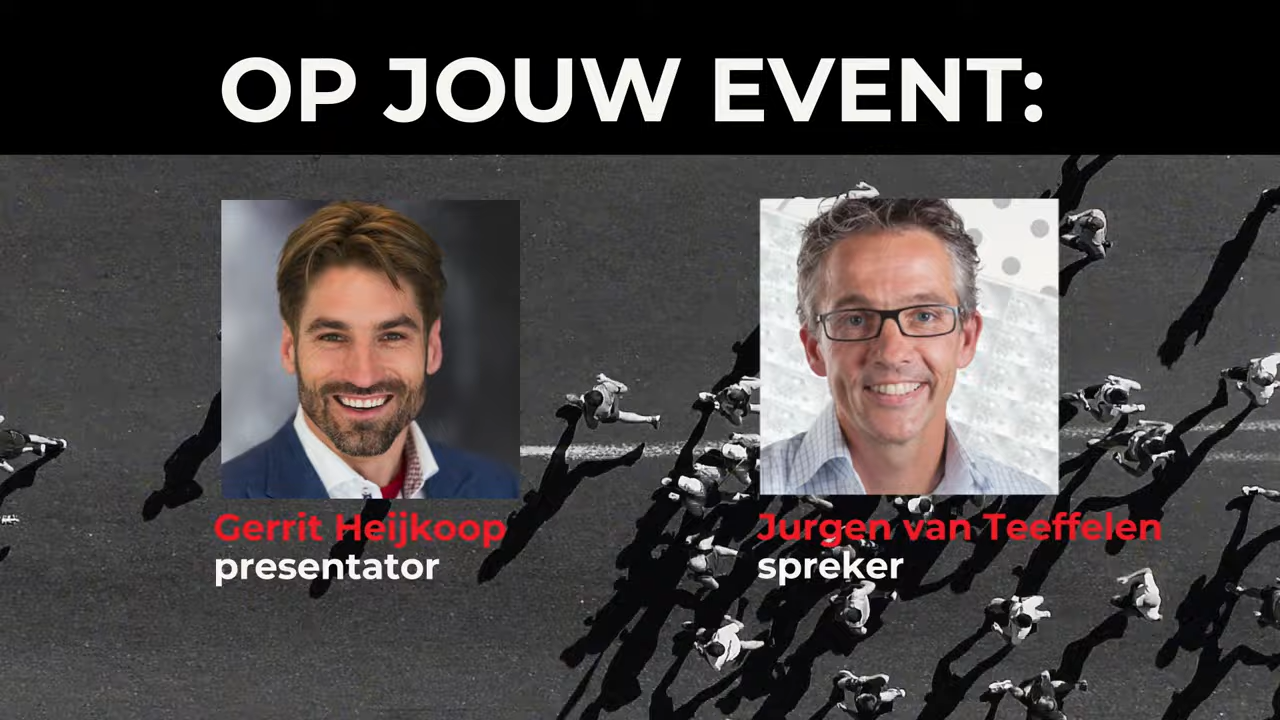 OP JOUW EVENT:
Gerrit Heijkoop
presentator
Jurgen van Teeffelen
spreker